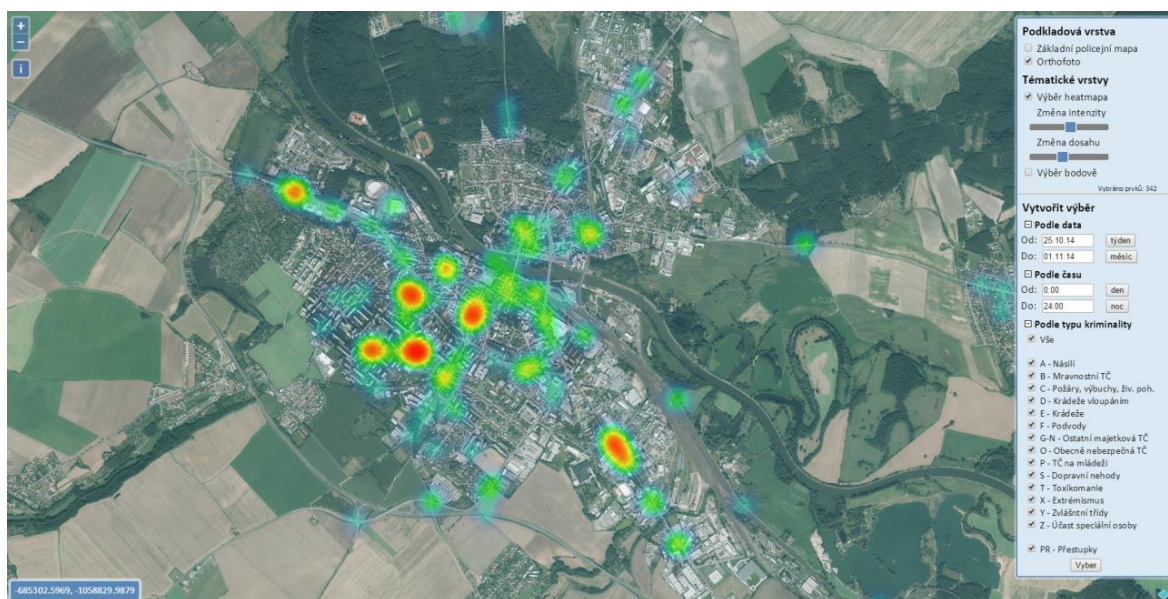 +
−
i
Podkladová vrstva
Základní policejní mapa
Orthofoto
Tématické vrstvy
Výběr heatmapa
Změna intenzity
Změna dosahu
Výběr bodově
Vybráno prvků: 342
Vytvořit výběr
Podle data
Od: 25.10.14 týden
Do: 01.11.14 měsíc
Podle času
Od: 0:00 den
Do: 24:00 noc
Podle typu kriminality
Vše
A - Násilí
B - Mravnostní TČ
C - Požáry, výbuchy, živ. poh.
D - Krádeže vloupáním
E - Krádeže
F - Podvody
G-N - Ostatní majetková TČ
O - Obecně nebezpečná TČ
P - TČ na mládeži
S - Dopravní nehody
T - Toxikomanie
X - Extrémismus
Y - Zvláštní třídy
Z - Účast speciální osoby
PR - Přestupky
Vyber
-685302.5969, -1058829.9879